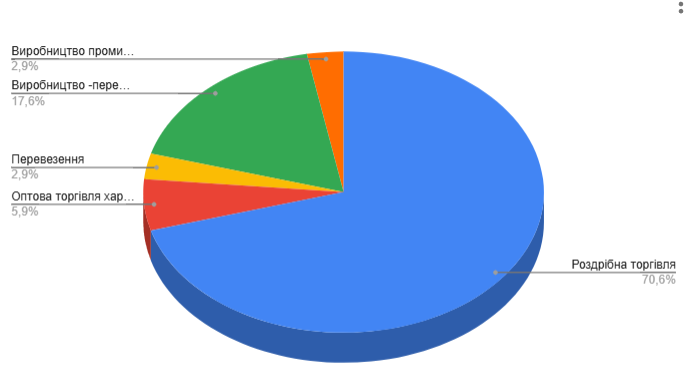 Виробництво проми…
2,9%
Виробництво -пере…
17,6%
Перевезення
2,9%
Оптова торгівля хар…
5,9%
Роздрібна торгівля
70,6%